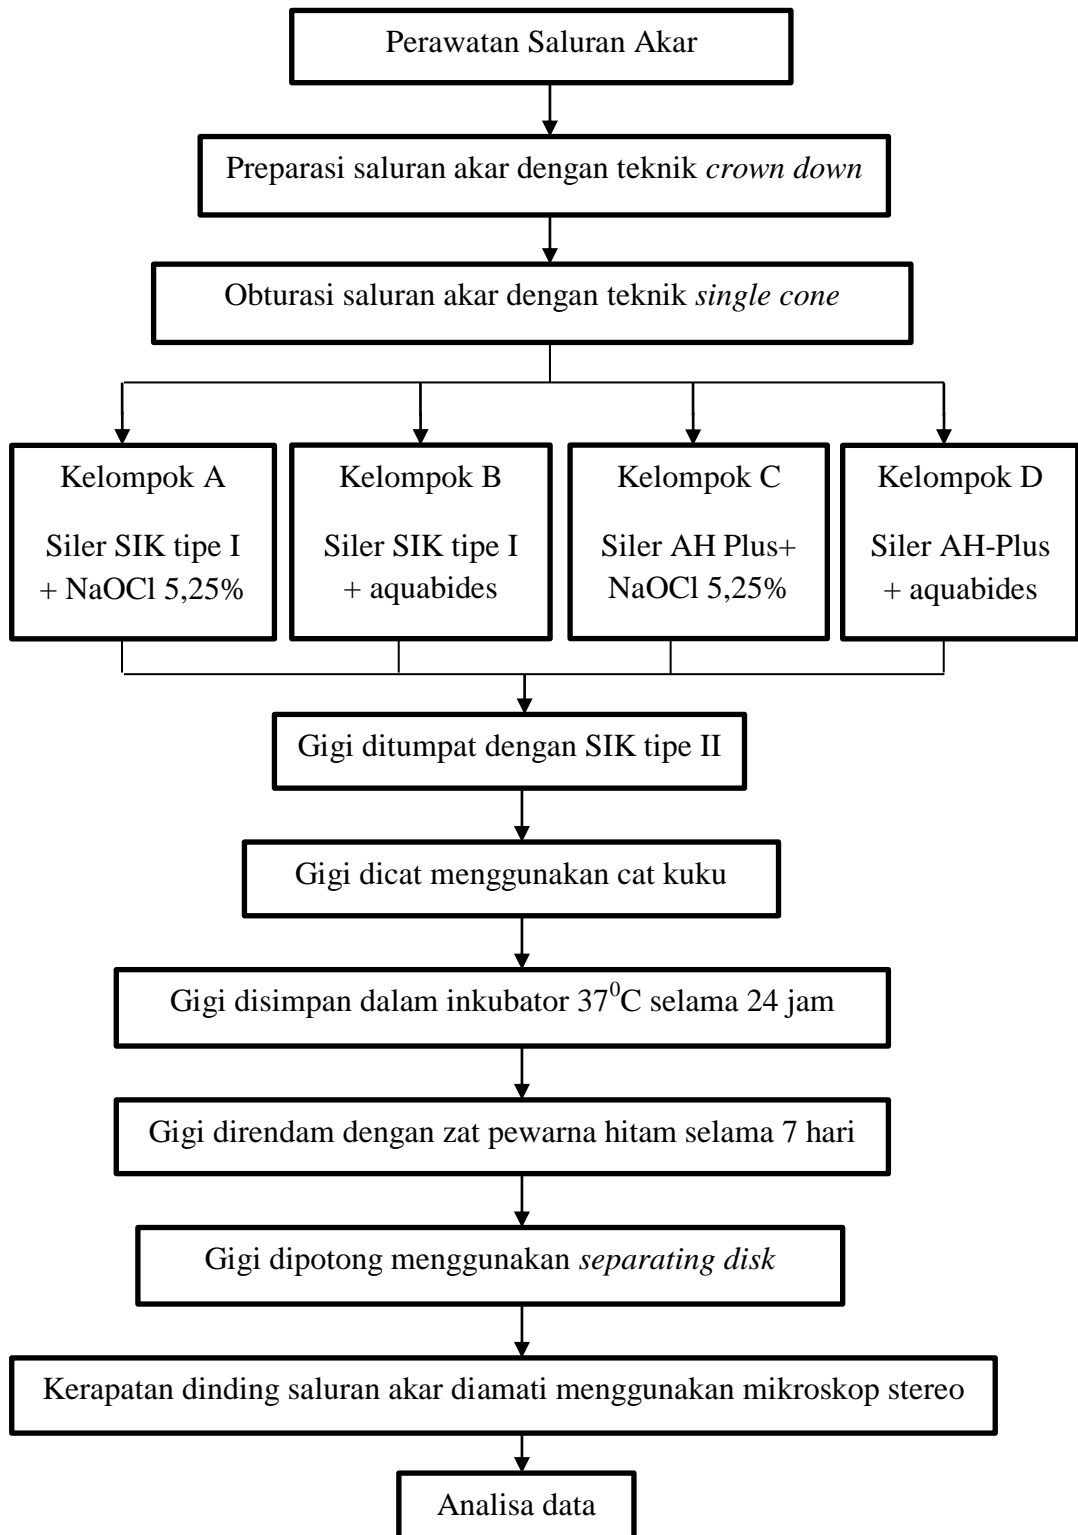 Perawatan Saluran Akar
Preparasi saluran akar dengan teknik crown down
Obturasi saluran akar dengan teknik single cone
Kelompok A
Siler SIK tipe I
+ NaOCl 5,25%
Kelompok B
Siler SIK tipe I
+ aquabides
Kelompok C
Siler AH Plus+
NaOCl 5,25%
Kelompok D
Siler AH-Plus
+ aquabides
Gigi ditumpat dengan SIK tipe II
Gigi dicat menggunakan cat kuku
Gigi disimpan dalam inkubator 37⁰C selama 24 jam
Gigi direndam dengan zat pewarna hitam selama 7 hari
Gigi dipotong menggunakan separating disk
Kerapatan dinding saluran akar diamati menggunakan mikroskop stereo
Analisa data